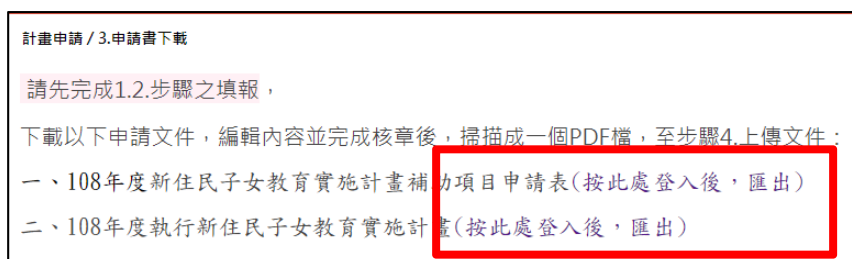 計畫申請 / 3.申請書下載
請先完成1.2.步驟之填報，
下載以下申請文件，編輯內容並完成核章後，掃描成一個PDF檔，至步驟4.上傳文件：
一、108年度新住民子女教育實施計畫補助項目申請表(按此處登入後，匯出)
二、108年度執行新住民子女教育實施計畫(按此處登入後，匯出)